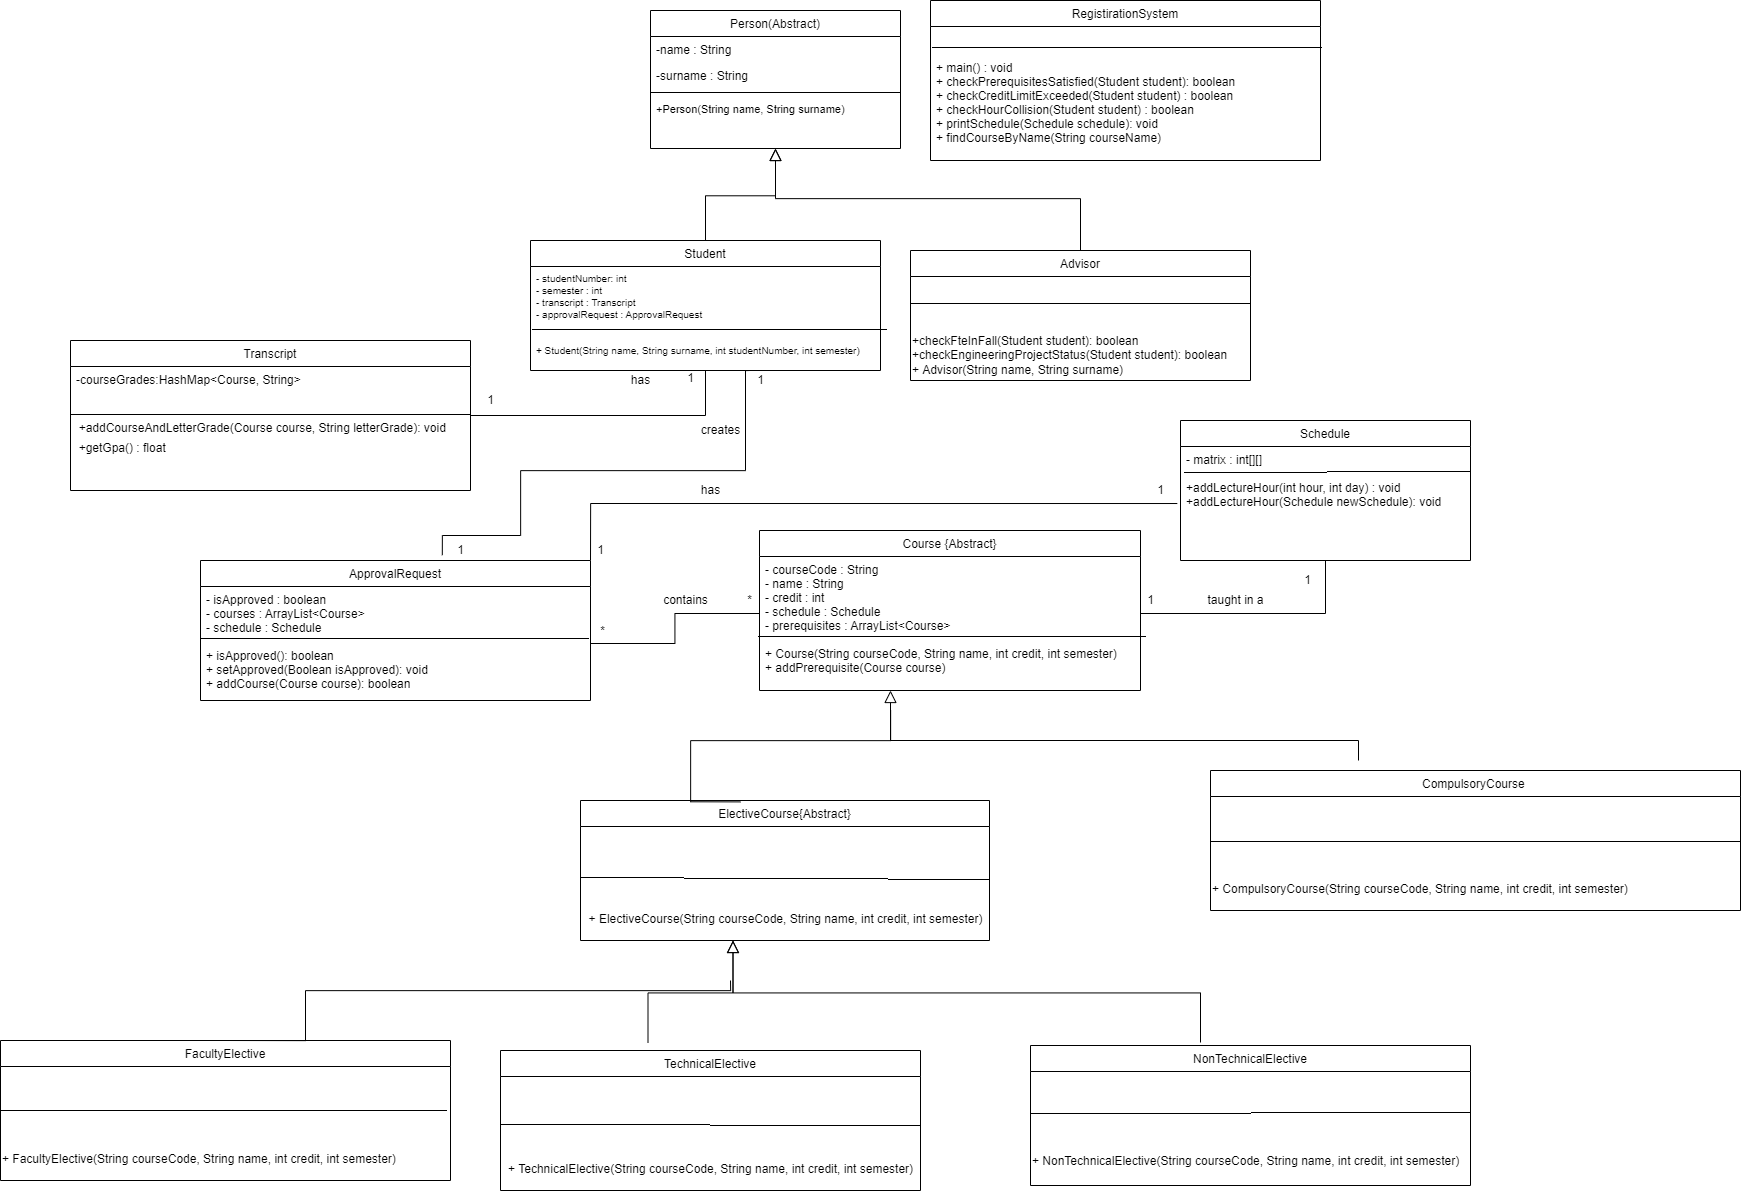 Person(Abstract)
-name : String
-surname : String
+Person(String name, String surname)
RegistirationSystem
+ main() : void
+ checkPrerequisitesSatisfied(Student student): boolean
+ checkCreditLimitExceeded(Student student) : boolean
+ checkHourCollision(Student student) : boolean
+ printSchedule(Schedule schedule): void
+ findCourseByName(String courseName)
Student
- studentNumber: int
- semester : int
- transcript : Transcript
- approvalRequest : ApprovalRequest
+ Student(String name, String surname, int studentNumber, int semester)
Advisor
+checkFteInFall(Student student): boolean
+checkEngineeringProjectStatus(Student student): boolean
+ Advisor(String name, String surname)
Transcript
-courseGrades:HashMap<Course, String>
+addCourseAndLetterGrade(Course course, String letterGrade): void
+getGpa() : float
has
1
1
1
creates
Schedule
- matrix : int[][]
+addLectureHour(int hour, int day) : void
+addLectureHour(Schedule newSchedule): void
has
1
1
1
ApprovalRequest
- isApproved : boolean
- courses : ArrayList<Course>
- schedule : Schedule
+ isApproved(): boolean
+ setApproved(Boolean isApproved): void
+ addCourse(Course course): boolean
contains
*
*
Course {Abstract}
- courseCode : String
- name : String
- credit : int
- schedule : Schedule
- prerequisites : ArrayList<Course>
+ Course(String courseCode, String name, int credit, int semester)
+ addPrerequisite(Course course)
1
taught in a
1
ElectiveCourse{Abstract}
+ ElectiveCourse(String courseCode, String name, int credit, int semester)
CompulsoryCourse
+ CompulsoryCourse(String courseCode, String name, int credit, int semester)
FacultyElective
+ FacultyElective(String courseCode, String name, int credit, int semester)
TechnicalElective
+ TechnicalElective(String courseCode, String name, int credit, int semester)
NonTechnicalElective
+ NonTechnicalElective(String courseCode, String name, int credit, int semester)